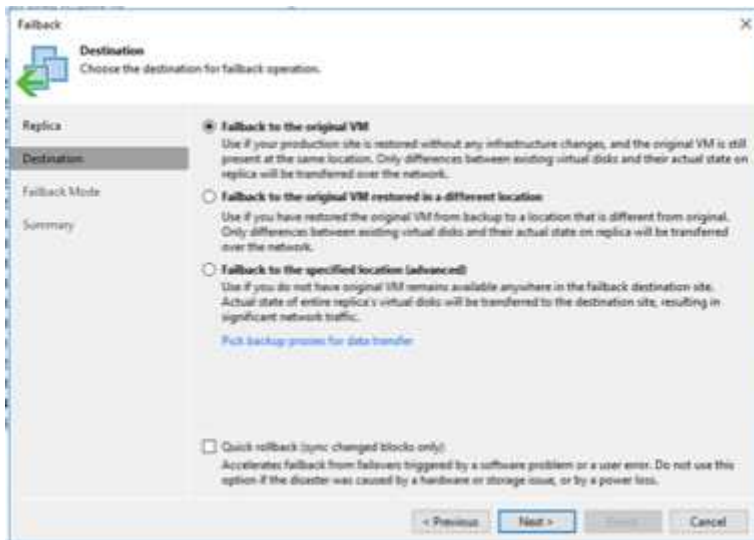 Failback
Destination
Choose the destination for failback operation.
Replica
Destination
Failback Mode
Summary
Failback to the original VM
Use if your production site is restored without any infrastructure changes, and the original VM is still
present at the same location. Only differences between existing virtual disks and their actual state on
replica will be transferred over the network.
Failback to the original VM restored in a different location
Use if you have restored the original VM from backup to a location that is different from original.
Only differences between existing virtual disks and their actual state on replica will be transferred
over the network.
Failback to the specified location (advanced)
Use if you do not have original VM remains available anywhere in the failback destination site.
Actual state of entire replica's virtual disks will be transferred to the destination site, resulting in
significant network traffic.
Pick backup proxies for data transfer
Quick rollback (sync changed blocks only)
Accelerates failback from failovers triggered by a software problem or a user error. Do not use this
option if the disaster was caused by a hardware or storage issue, or by a power loss.
< Previous
Next >
Cancel